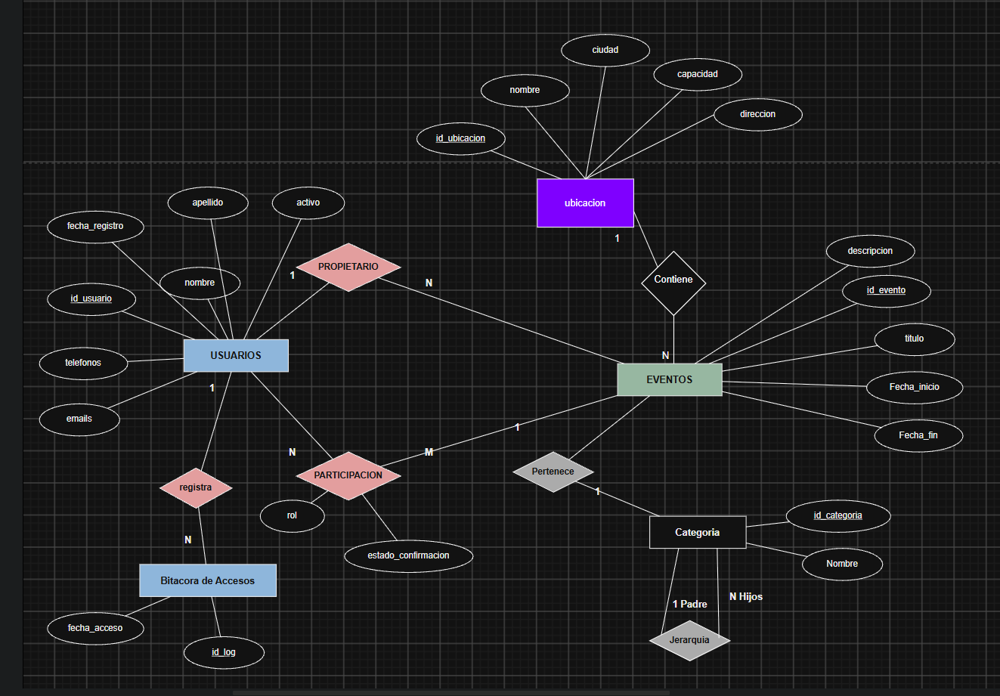 ciudad
capacidad
nombre
direccion
id_ubicacion
ubicacion
1
apellido
activo
fecha_registro
descripcion
PROPIETARIO
1
N
Contiene
nombre
id_evento
id_usuario
titulo
USUARIOS
N
telefonos
EVENTOS
1
Fecha_inicio
emails
1
Fecha_fin
N
M
PARTICIPACION
Pertenece
registra
1
rol
id_categoria
N
Categoria
estado_confirmacion
Nombre
Bitacora de Accesos
N Hijos
1 Padre
fecha_acceso
Jerarquia
id_log